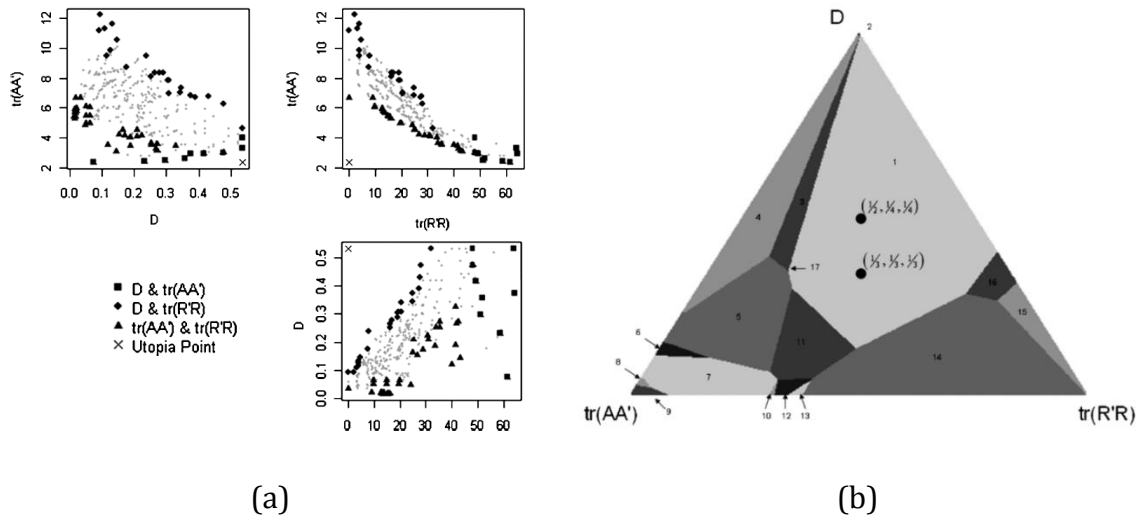 12
10
8
6
4
2
tr(AA')
0.0 0.1 0.2 0.3 0.4 0.5
D
12
10
8
6
4
2
tr(AA')
0 10 20 30 40 50 60
tr(R'R)
0.5
0.4
0.3
0.2
0.1
0.0
D
0 10 20 30 40 50 60
D & tr(AA')
D & tr(R'R)
tr(AA') & tr(R'R)
Utopia Point
(a)
D
2
1
3
4
(½,¼,¼)
17
(⅓,⅓,⅓)
16
15
5
6
11
14
8
7
9
10
12
13
tr(AA')
tr(R'R)
(b)